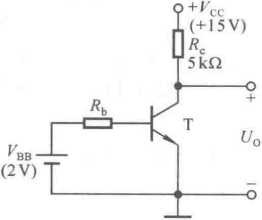 +V_CC
(+15V)
R_c
5kΩ
+
R_b
T
U_O
V_BB
(2V)
−